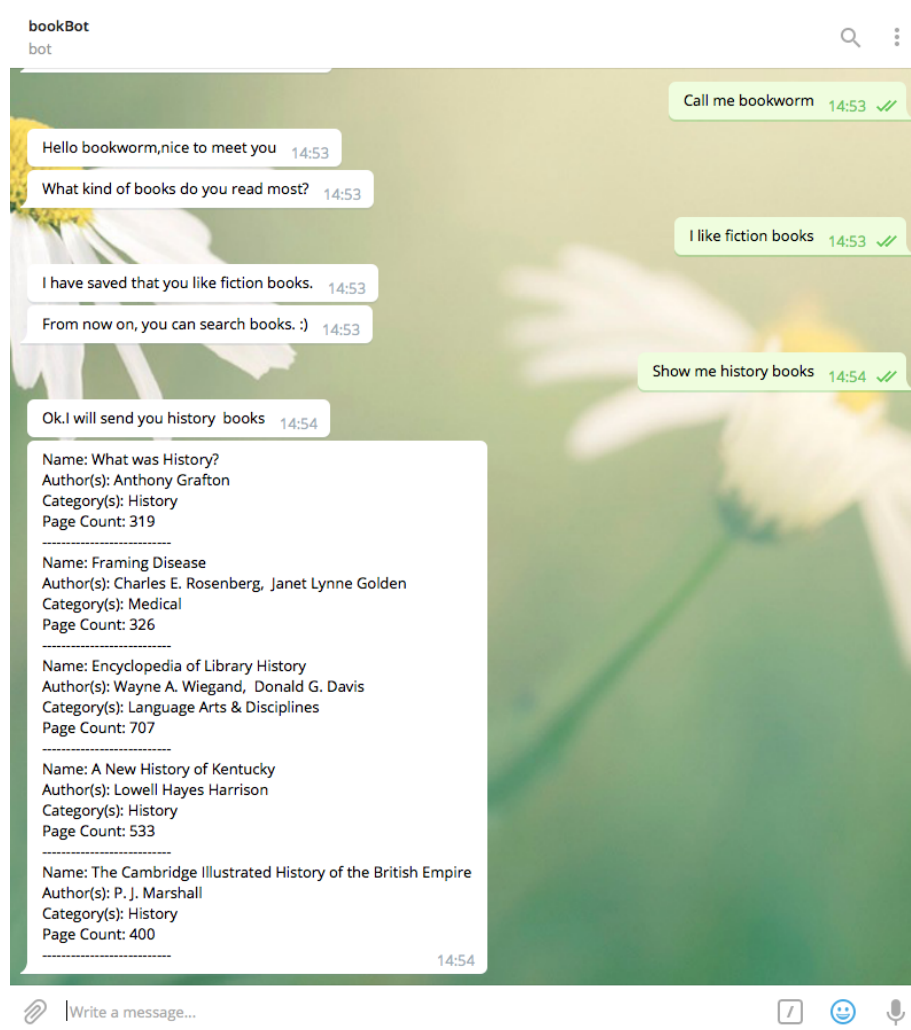 bookBot
bot
Call me bookworm 14:53
Hello bookworm,nice to meet you 14:53
What kind of books do you read most? 14:53
I like fiction books 14:53
I have saved that you like fiction books. 14:53
From now on, you can search books. :) 14:53
Show me history books 14:54
Ok.I will send you history  books 14:54
Name: What was History?
Author(s): Anthony Grafton
Category(s): History
Page Count: 319
---------------------------
Name: Framing Disease
Author(s): Charles E. Rosenberg,  Janet Lynne Golden
Category(s): Medical
Page Count: 326
---------------------------
Name: Encyclopedia of Library History
Author(s): Wayne A. Wiegand,  Donald G. Davis
Category(s): Language Arts & Disciplines
Page Count: 707
---------------------------
Name: A New History of Kentucky
Author(s): Lowell Hayes Harrison
Category(s): History
Page Count: 533
---------------------------
Name: The Cambridge Illustrated History of the British Empire
Author(s): P. J. Marshall
Category(s): History
Page Count: 400
---------------------------
14:54
Write a message...